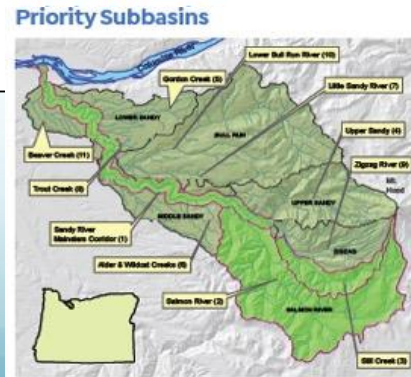 Priority Subbasins
Columbia River
Lower Bull Run River (10)
Gordon Creek (5)
Little Sandy River (7)
LOWER SANDY
Upper Sandy (4)
BULL RUN
Zigzag River (9)
Beaver Creek (11)
Mt.
Hood
Trout Creek (8)
UPPER SANDY
Sandy River
Mainstem Corridor (1)
MIDDLE SANDY
ZIGZAG
Alder & Wildcat Creeks (6)
Salmon River (2)
SALMON RIVER
Still Creek (3)